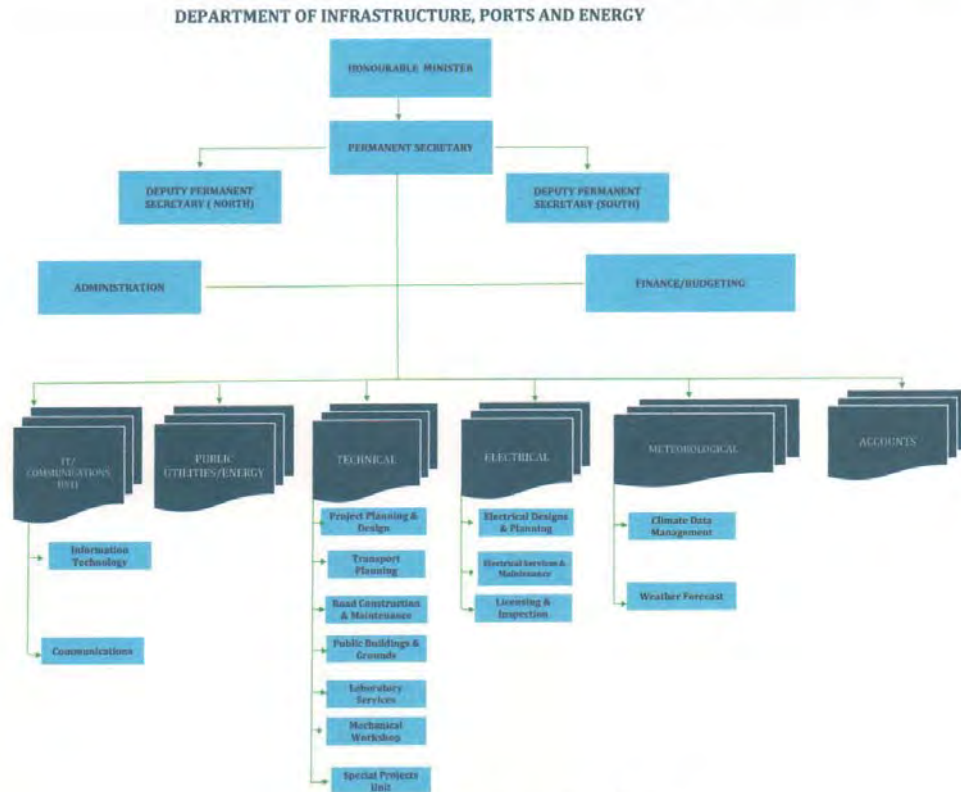 DEPARTMENT OF INFRASTRUCTURE, PORTS AND ENERGY
HONOURABLE MINISTER
PERMANENT SECRETARY
DEPUTY PERMANENT
SECRETARY ( NORTH)
DEPUTY PERMANENT
SECRETARY (SOUTH)
ADMINISTRATION
FINANCE/BUDGETING
IT/
COMMUNICATIONS
UNIT
PUBLIC
UTILITIES/ENERGY
TECHNICAL
ELECTRICAL
METEOROLOGICAL
ACCOUNTS
Information
Technology
Communications
Project Planning &
Design
Transport
Planning
Road Construction
& Maintenance
Public Buildings &
Grounds
Laboratory
Services
Mechanical
Workshop
Special Projects
Unit
Electrical Designs
& Planning
Electrical Services &
Maintenance
Licensing &
Inspection
Climate Data
Management
Weather Forecast